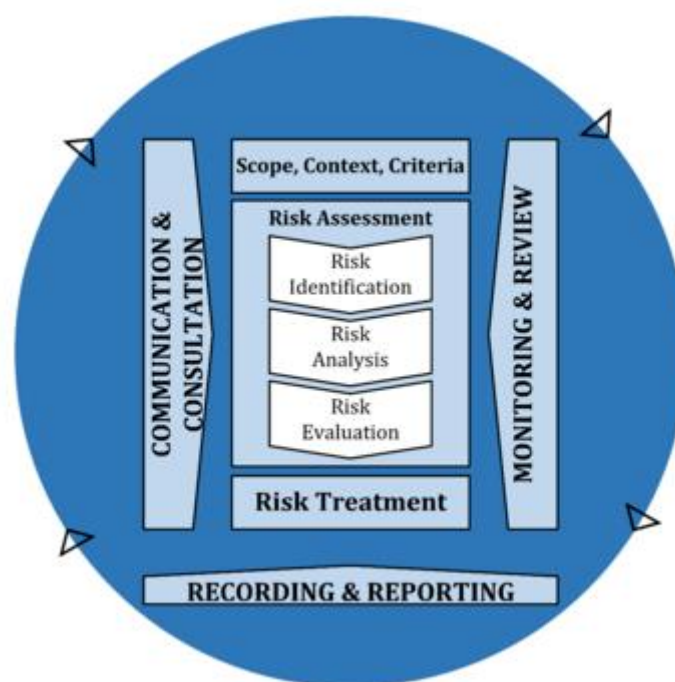 Scope, Context, Criteria
Risk Assessment
Risk
Identification
Risk
Analysis
Risk
Evaluation
Risk Treatment
COMMUNICATION &
CONSULTATION
MONITORING & REVIEW
RECORDING & REPORTING